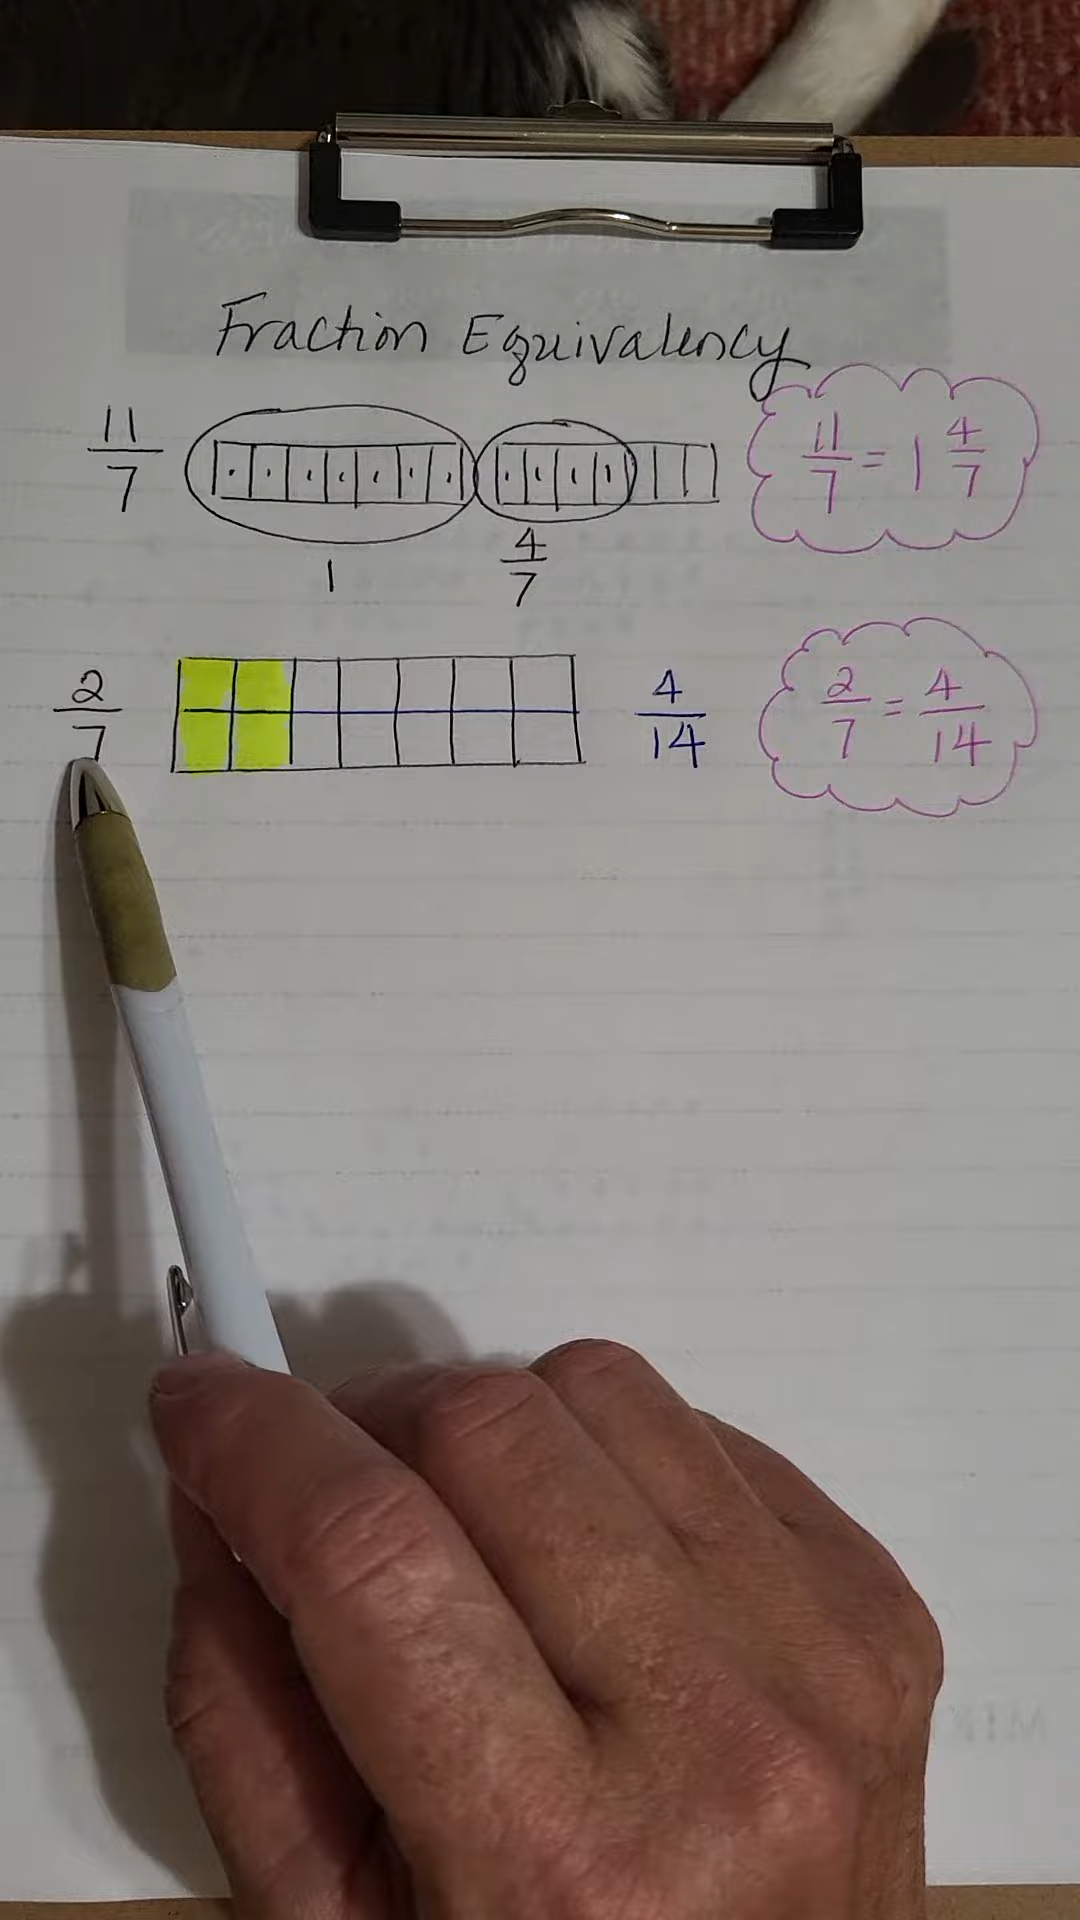 Fraction Equivalency
11/7
11/7 = 1 4/7
1
4/7
2/7
4/14
2/7 = 4/14